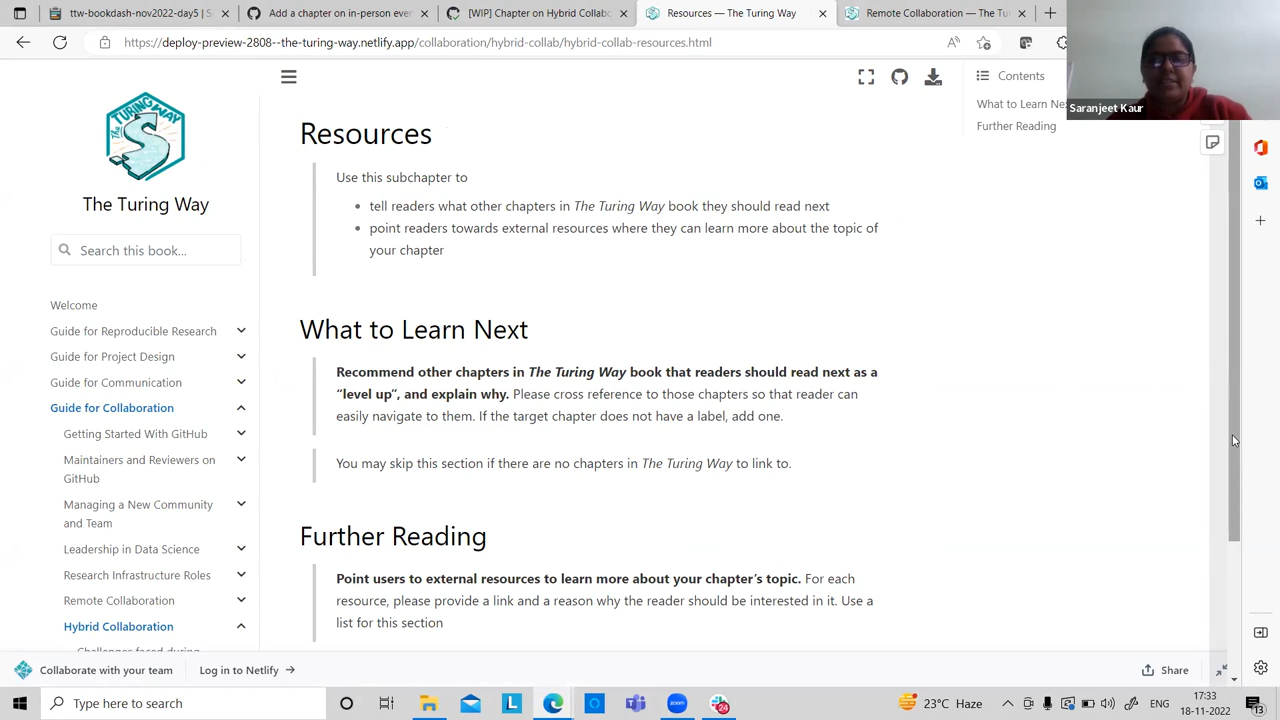 ttw-bookdash-nov2022-day5 | S
Add a chapter on in-person ever
[WIP] Chapter on Hybrid Collab
Resources — The Turing Way
Remote Collaboration — The Tu
https://deploy-preview-2808--the-turing-way.netlify.app/collaboration/hybrid-collab/hybrid-collab-resources.html
Saranjeet Kaur
THE TURING WAY
The Turing Way
Search this book...
Welcome
Guide for Reproducible Research
Guide for Project Design
Guide for Communication
Guide for Collaboration
Getting Started With GitHub
Maintainers and Reviewers on
GitHub
Managing a New Community
and Team
Leadership in Data Science
Research Infrastructure Roles
Remote Collaboration
Hybrid Collaboration
Challenges faced during
Resources
Use this subchapter to
tell readers what other chapters in The Turing Way book they should read next
point readers towards external resources where they can learn more about the topic of
your chapter
What to Learn Next
Recommend other chapters in The Turing Way book that readers should read next as a
“level up”, and explain why. Please cross reference to those chapters so that reader can
easily navigate to them. If the target chapter does not have a label, add one.
You may skip this section if there are no chapters in The Turing Way to link to.
Further Reading
Point users to external resources to learn more about your chapter’s topic. For each
resource, please provide a link and a reason why the reader should be interested in it. Use a
list for this section
Contents
What to Learn Nex
Further Reading
Collaborate with your team
Log in to Netlify
Share
Type here to search
L
zoom
24
23°C Haze
ENG
17:33
18-11-2022
13